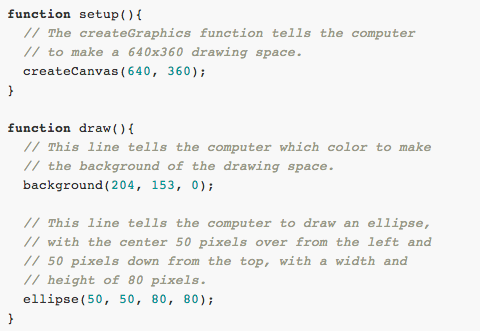 function setup(){
  // The createGraphics function tells the computer
  // to make a 640x360 drawing space.
  createCanvas(640, 360);
}

function draw(){
  // This line tells the computer which color to make
  // the background of the drawing space.
  background(204, 153, 0);

  // This line tells the computer to draw an ellipse,
  // with the center 50 pixels over from the left and
  // 50 pixels down from the top, with a width and
  // height of 80 pixels.
  ellipse(50, 50, 80, 80);
}